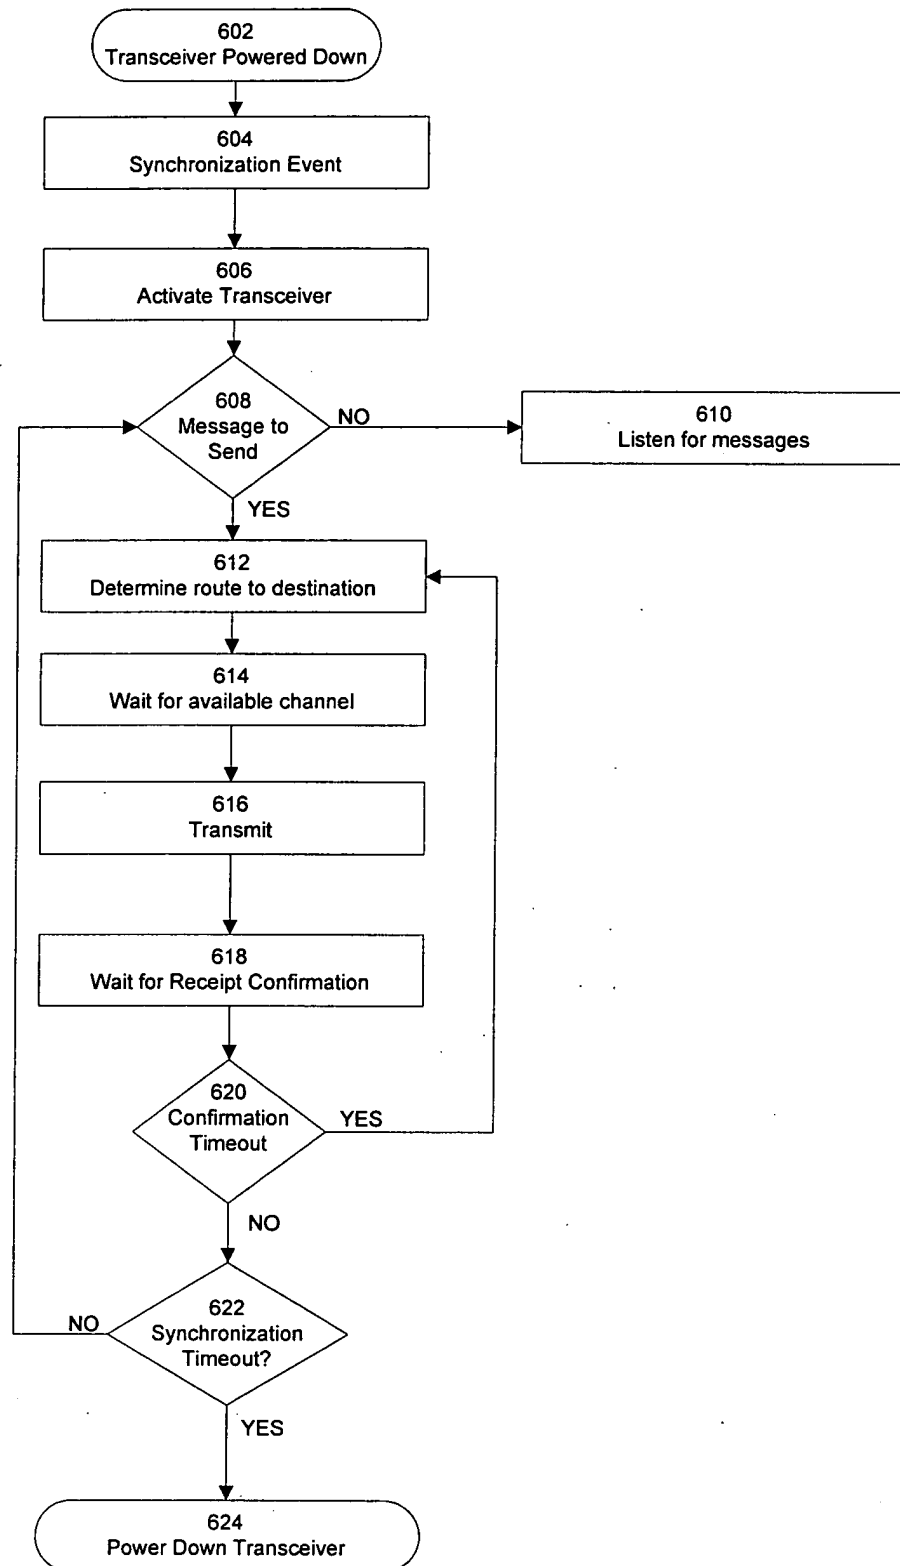 602
Transceiver Powered Down
604
Synchronization Event
606
Activate Transceiver
608
Message to
Send
NO
610
Listen for messages
YES
612
Determine route to destination
614
Wait for available channel
616
Transmit
618
Wait for Receipt Confirmation
620
Confirmation
Timeout
YES
NO
622
Synchronization
Timeout?
NO
YES
624
Power Down Transceiver